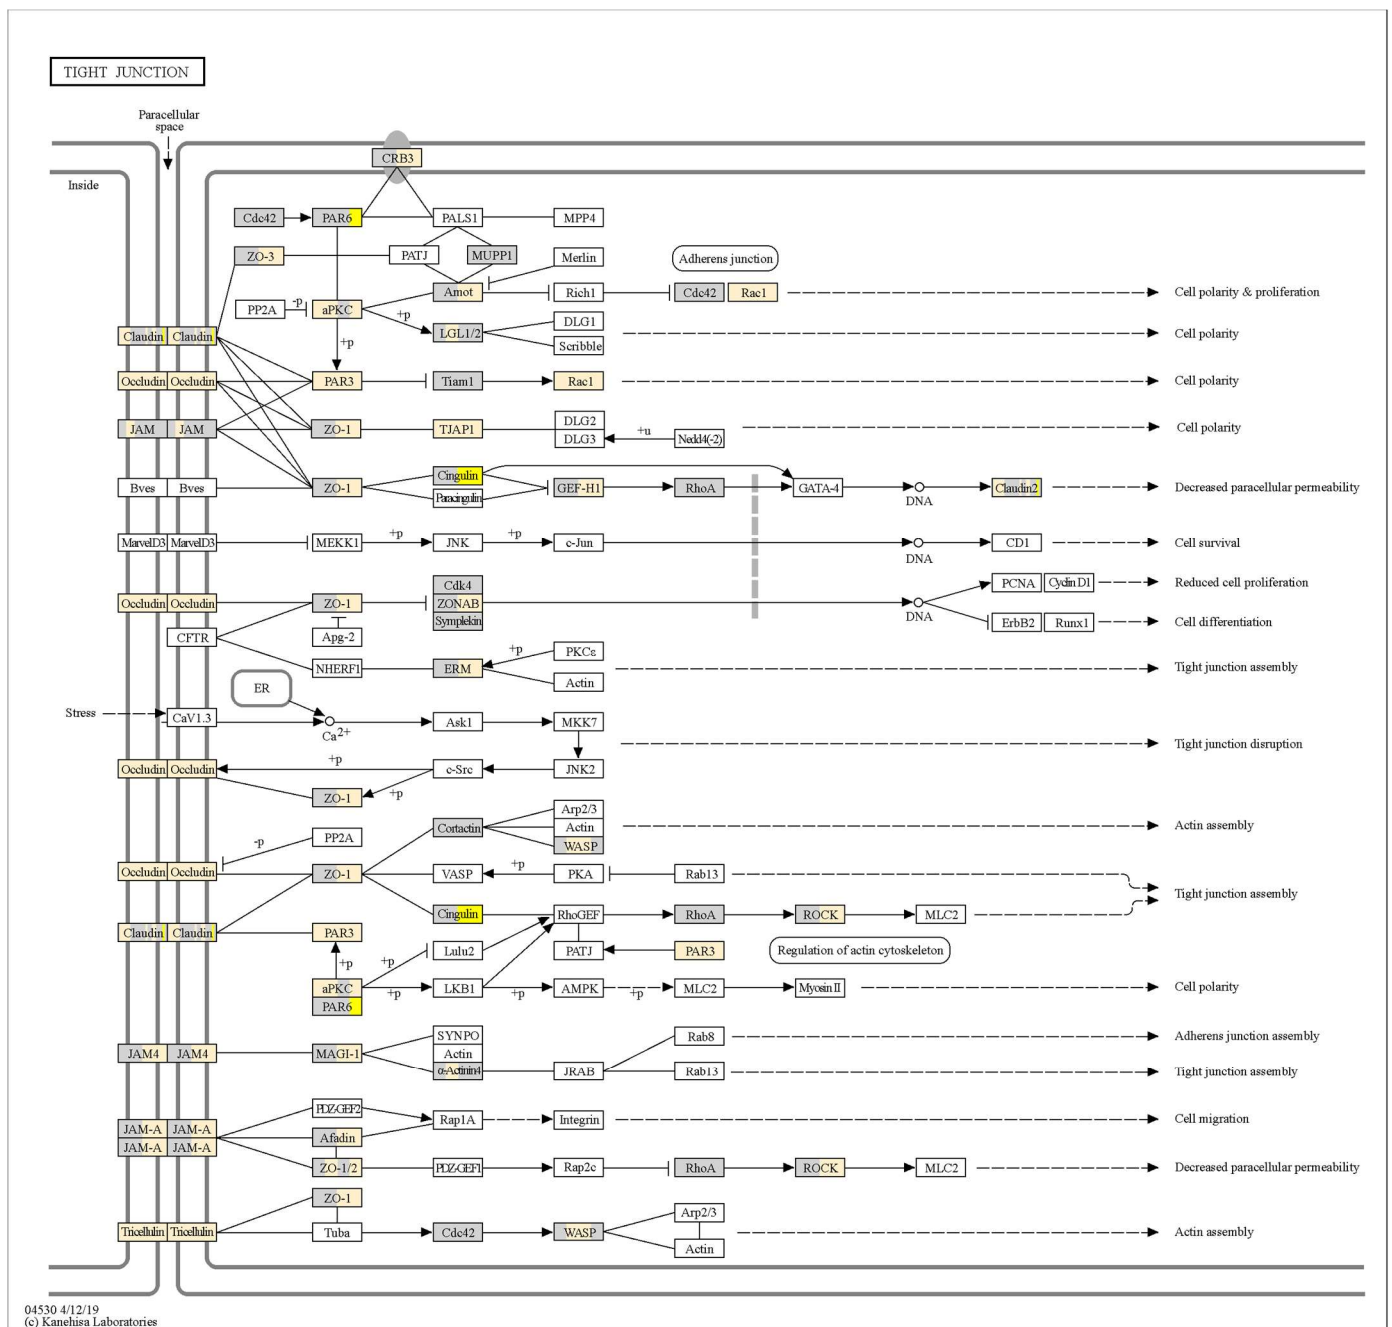 TIGHT JUNCTION
Paracellular
space
Inside
CRB3
Cdc42 PAR6 PALS1 MPP4
ZO-3 PATJ MUPP1 Merlin Adherens junction
PP2A -p aPKC Amot Rich1 Cdc42 Rac1 Cell polarity & proliferation
+p
Claudin Claudin LGL1/2 DLG1 Cell polarity
+p Scribble
Occludin Occludin PAR3 Tiam1 Rac1 Cell polarity
JAM JAM ZO-1 TJAP1 DLG2 Cell polarity
DLG3 +u Nedd4(-2)
Cingulin
Bves Bves ZO-1 Paracingulin GEF-H1 RhoA GATA-4 DNA Claudin2 Decreased paracellular permeability
MarvelD3 MarvelD3 MEKK1 +p JNK +p c-Jun DNA CD1 Cell survival
Cdk4 PCNA Cyclin D1 Reduced cell proliferation
Occludin Occludin ZO-1 ZONAB DNA
Symplekin ErbB2 Runx1 Cell differentiation
CFTR Apg-2
NHERF1 ERM +p PKCε Tight junction assembly
Actin
ER
Stress CaV1.3 Ca2+ Ask1 MKK7
Tight junction disruption
Occludin Occludin +p c-Src JNK2
ZO-1 +p
Arp2/3
PP2A Cortactin Actin Actin assembly
-p WASP
Occludin Occludin ZO-1 VASP +p PKA Rab13
Tight junction assembly
Cingulin RhoGEF RhoA ROCK MLC2
Claudin Claudin PAR3
Lulu2 PATJ PAR3 Regulation of actin cytoskeleton
+p +p
aPKC +p LKB1 +p AMPK +p MLC2 Myosin II Cell polarity
PAR6
SYNPO Rab8 Adherens junction assembly
JAM4 JAM4 MAGI-1 Actin
α-Actinin4 JRAB Rab13 Tight junction assembly
PDZ-GEF2
JAM-A JAM-A Rap1A Integrin Cell migration
JAM-A JAM-A Afadin
ZO-1/2 PDZ-GEF1 Rap2c RhoA ROCK MLC2 Decreased paracellular permeability
ZO-1
Arp2/3
Tricellulin Tricellulin Tuba Cdc42 WASP Actin assembly
Actin
04530 4/12/19
(c) Kanehisa Laboratories